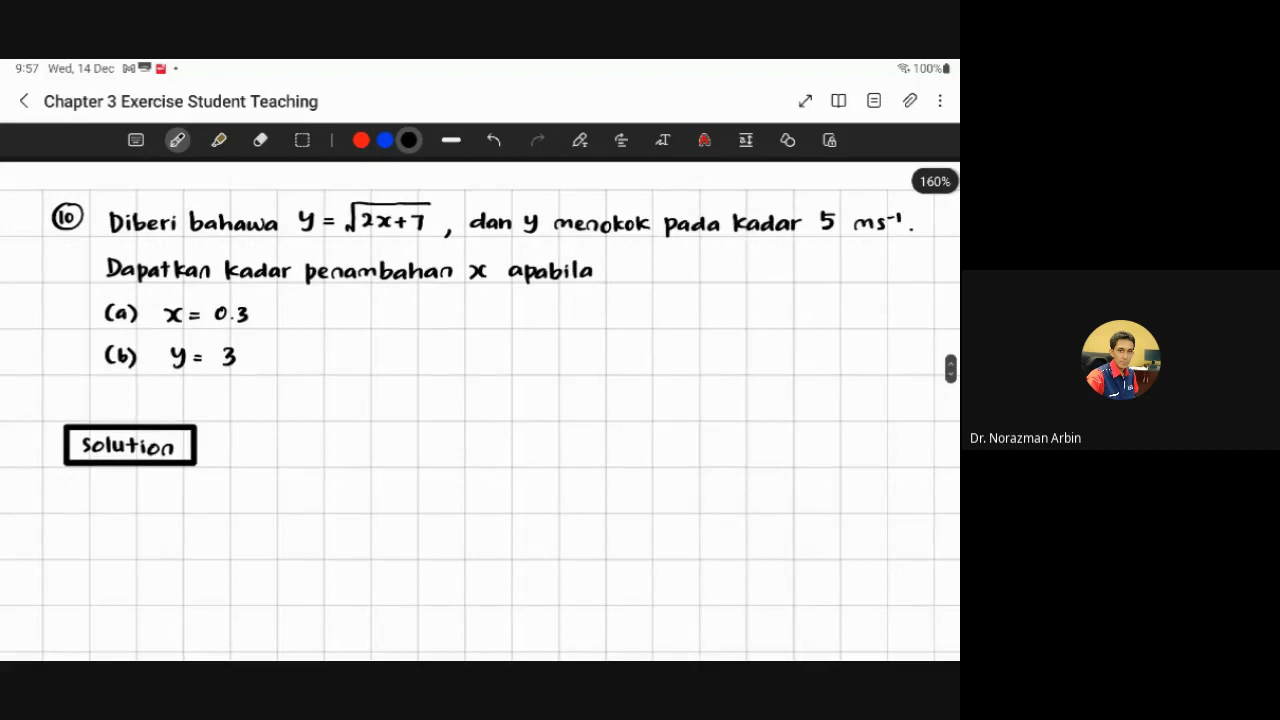 9:57 Wed, 14 Dec
100%
Chapter 3 Exercise Student Teaching
160%
10 Diberi bahawa y = √2x+7 , dan y menokok pada kadar 5 ms⁻¹.
Dapatkan kadar penambahan x apabila
(a) x = 0.3
(b) y = 3
Solution
Dr. Norazman Arbin